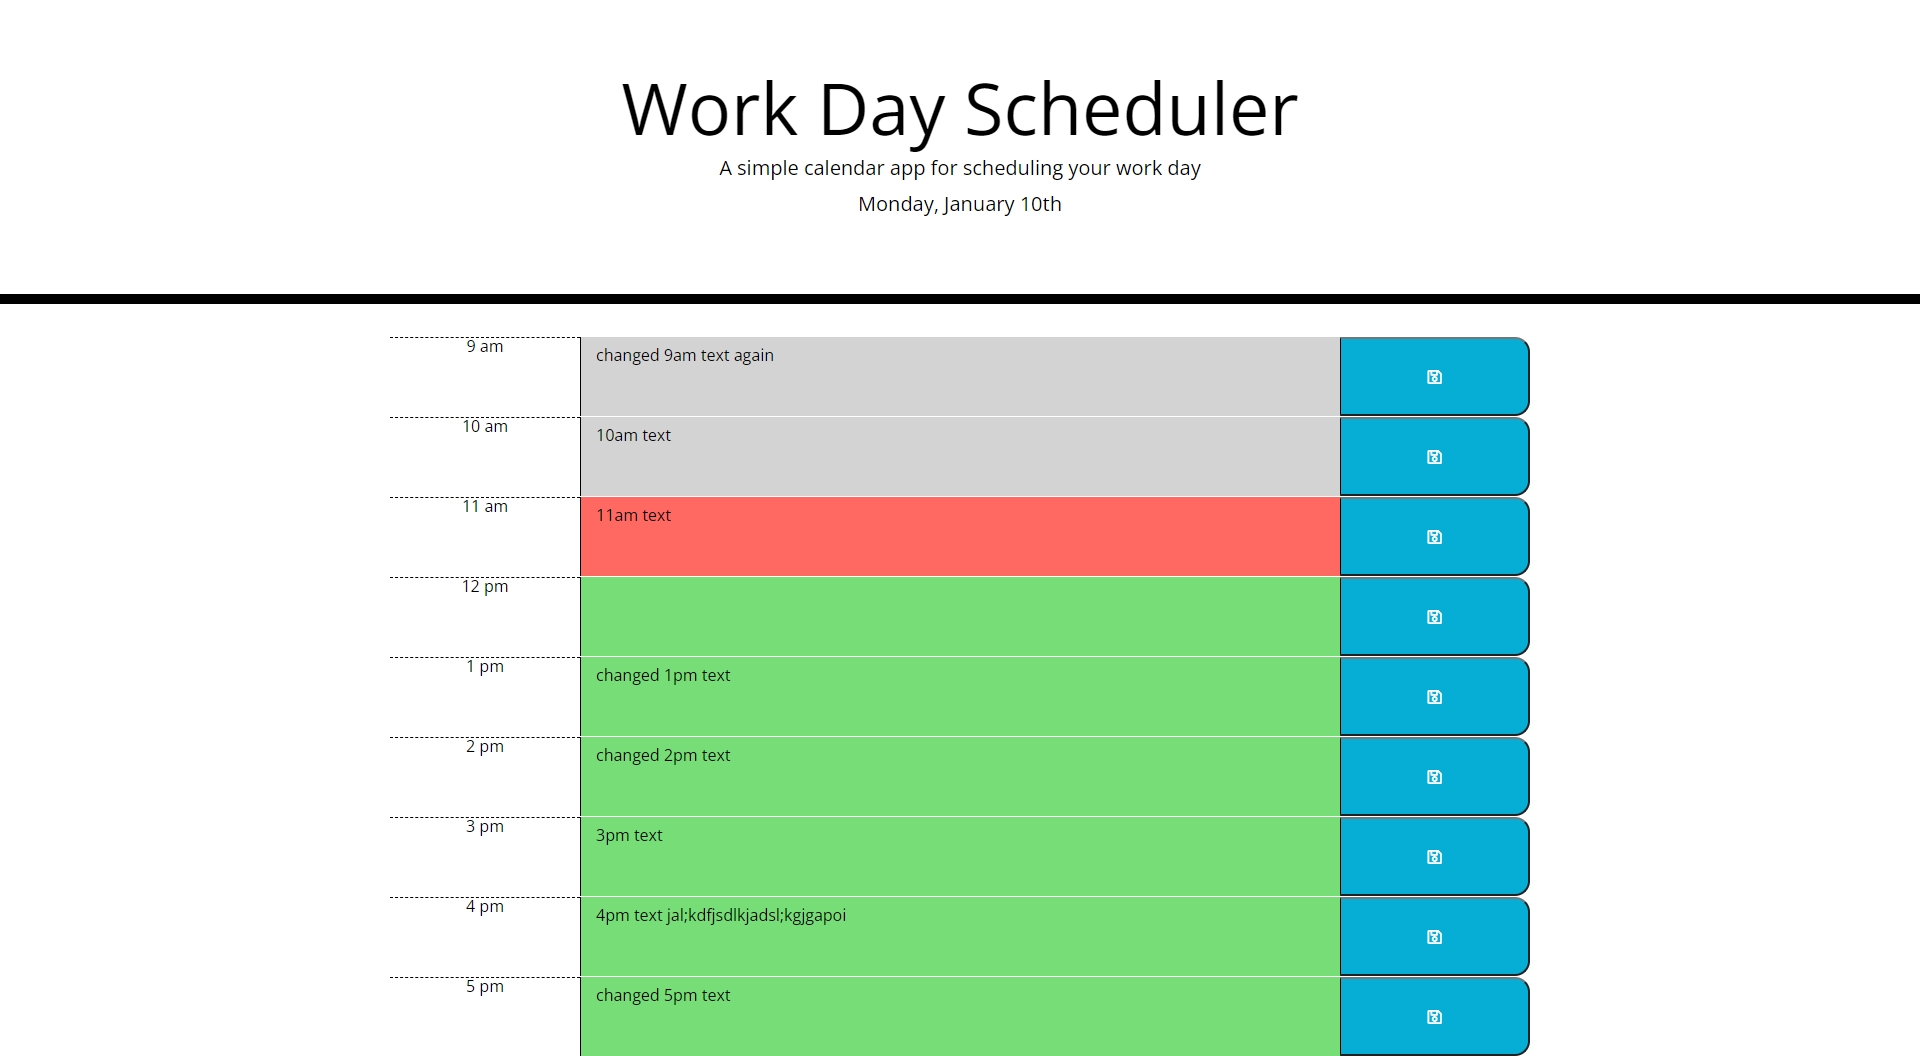 Work Day Scheduler
A simple calendar app for scheduling your work day
Monday, January 10th
9 am
changed 9am text again
10 am
10am text
11 am
11am text
12 pm
1 pm
changed 1pm text
2 pm
changed 2pm text
3 pm
3pm text
4 pm
4pm text jal;kdfjsdlkjadsl;kgjgapoi
5 pm
changed 5pm text